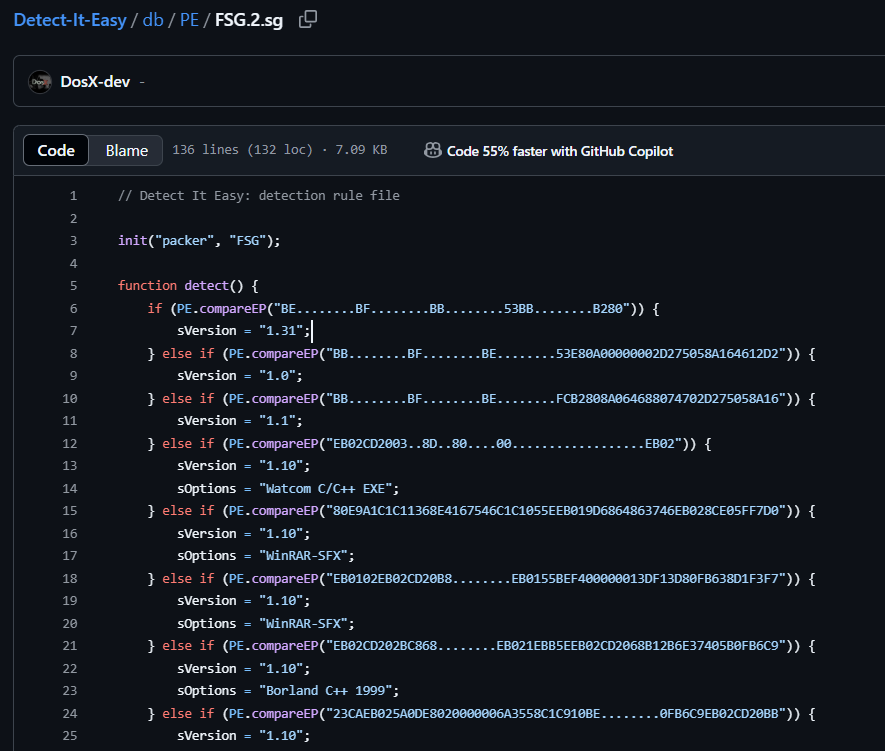 Detect-It-Easy / db / PE / FSG.2.sg
DosX-dev -
Code Blame 136 lines (132 loc) · 7.09 KB Code 55% faster with GitHub Copilot
1 // Detect It Easy: detection rule file
2
3 init("packer", "FSG");
4
5 function detect() {
6 if (PE.compareEP("BE........BF........BB........53BB........B280")) {
7 sVersion = "1.31";
8 } else if (PE.compareEP("BB........BF........BE........53E80A00000002D275058A164612D2")) {
9 sVersion = "1.0";
10 } else if (PE.compareEP("BB........BF........BE........FCB2808A064688074702D275058A16")) {
11 sVersion = "1.1";
12 } else if (PE.compareEP("EB02CD2003..8D..80....00..................EB02")) {
13 sVersion = "1.10";
14 sOptions = "Watcom C/C++ EXE";
15 } else if (PE.compareEP("80E9A1C1C11368E4167546C1C1055EEB019D6864863746EB028CE05FF7D0")) {
16 sVersion = "1.10";
17 sOptions = "WinRAR-SFX";
18 } else if (PE.compareEP("EB0102EB02CD20B8........EB0155BEF400000013DF13D80FB638D1F3F7")) {
19 sVersion = "1.10";
20 sOptions = "WinRAR-SFX";
21 } else if (PE.compareEP("EB02CD202BC868........EB021EBB5EEB02CD2068B12B6E37405B0FB6C9")) {
22 sVersion = "1.10";
23 sOptions = "Borland C++ 1999";
24 } else if (PE.compareEP("23CAEB025A0DE8020000006A3558C1C910BE........0FB6C9EB02CD20BB")) {
25 sVersion = "1.10";